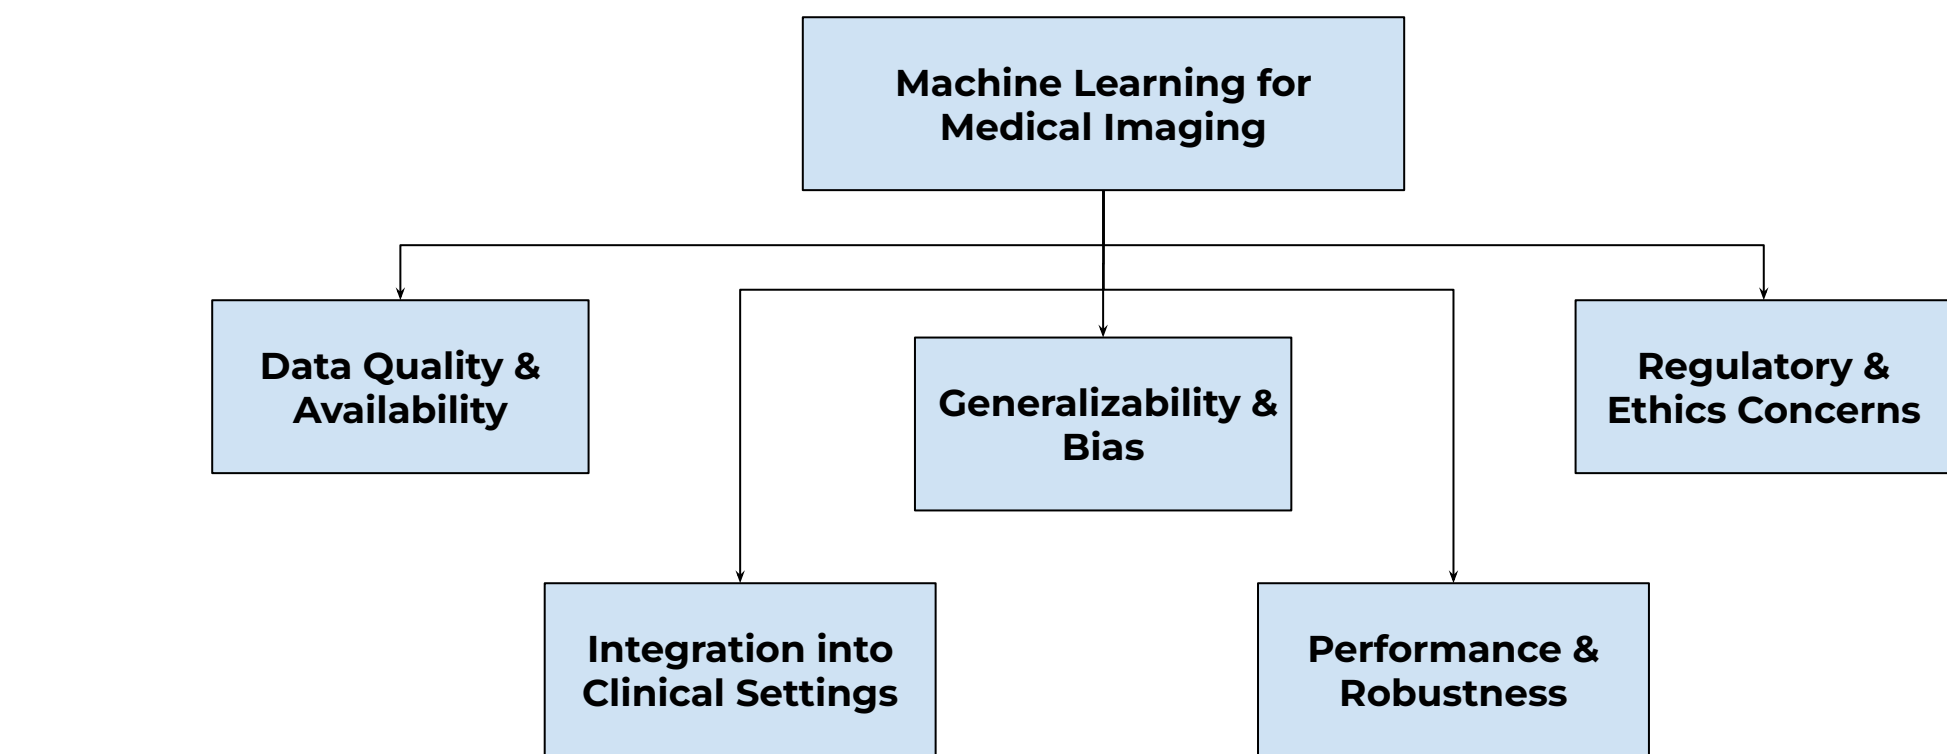 Machine Learning for
Medical Imaging
Data Quality &
Availability
Generalizability &
Bias
Regulatory &
Ethics Concerns
Integration into
Clinical Settings
Performance &
Robustness